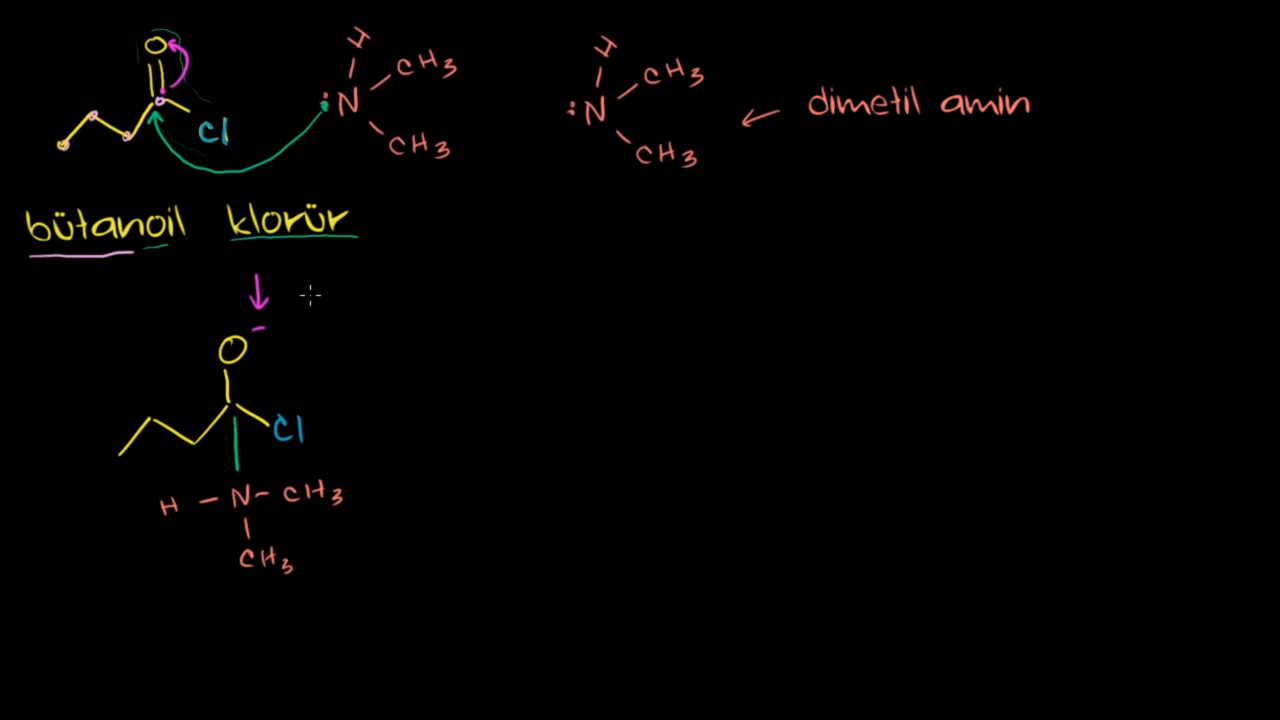 O
H
H
N
CH3
N
CH3
dimetil amin
Cl
CH3
CH3
bütanoil klorür
O-
Cl
H - N - CH3
CH3